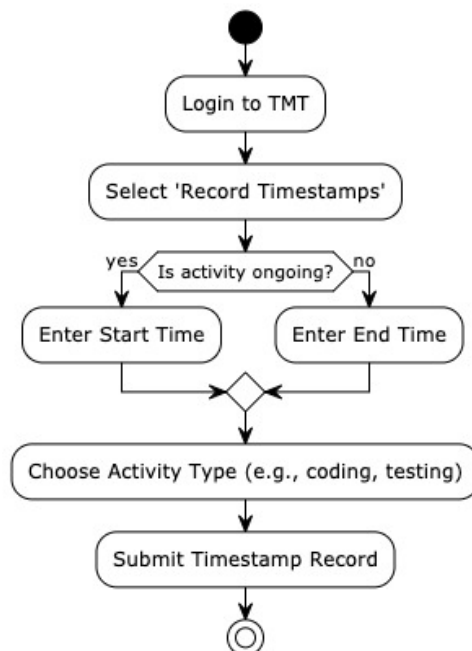 Login to TMT
Select 'Record Timestamps'
yes
Is activity ongoing?
no
Enter Start Time
Enter End Time
Choose Activity Type (e.g., coding, testing)
Submit Timestamp Record